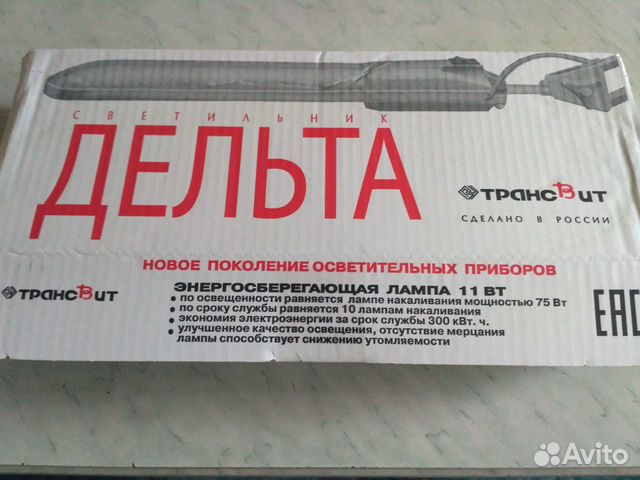 СВЕТИЛЬНИК
ДЕЛЬТА
ТРАНСВИТ
СДЕЛАНО В РОССИИ
НОВОЕ ПОКОЛЕНИЕ ОСВЕТИТЕЛЬНЫХ ПРИБОРОВ
ТРАНСВИТ
ЭНЕРГОСБЕРЕГАЮЩАЯ ЛАМПА 11 ВТ
• по освещенности равняется лампе накаливания мощностью 75 Вт
• по сроку службы равняется 10 лампам накаливания
• экономия электроэнергии за срок службы 300 кВт. ч.
• улучшенное качество освещения, отсутствие мерцания
лампы способствует снижению утомляемости
EAC
Avito